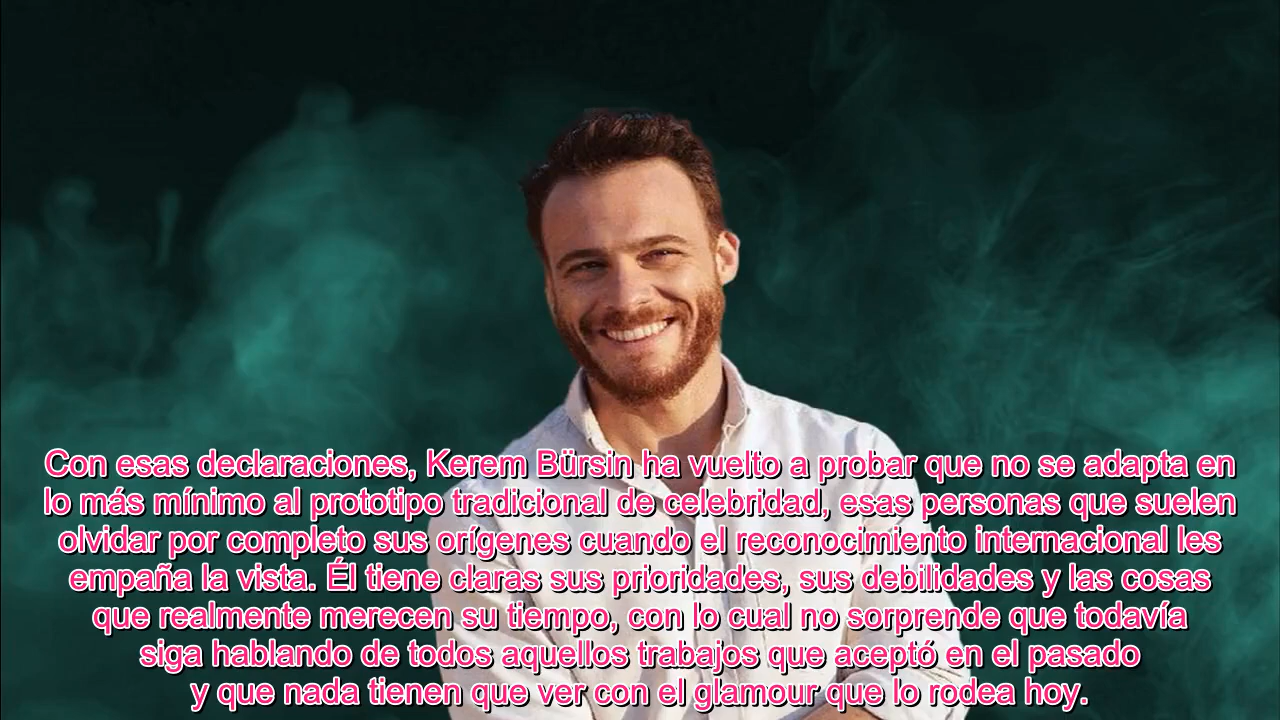 Con esas declaraciones, Kerem Bürsin ha vuelto a probar que no se adapta en
lo más mínimo al prototipo tradicional de celebridad, esas personas que suelen
olvidar por completo sus orígenes cuando el reconocimiento internacional les
empaña la vista. Él tiene claras sus prioridades, sus debilidades y las cosas
que realmente merecen su tiempo, con lo cual no sorprende que todavía
siga hablando de todos aquellos trabajos que aceptó en el pasado
y que nada tienen que ver con el glamour que lo rodea hoy.